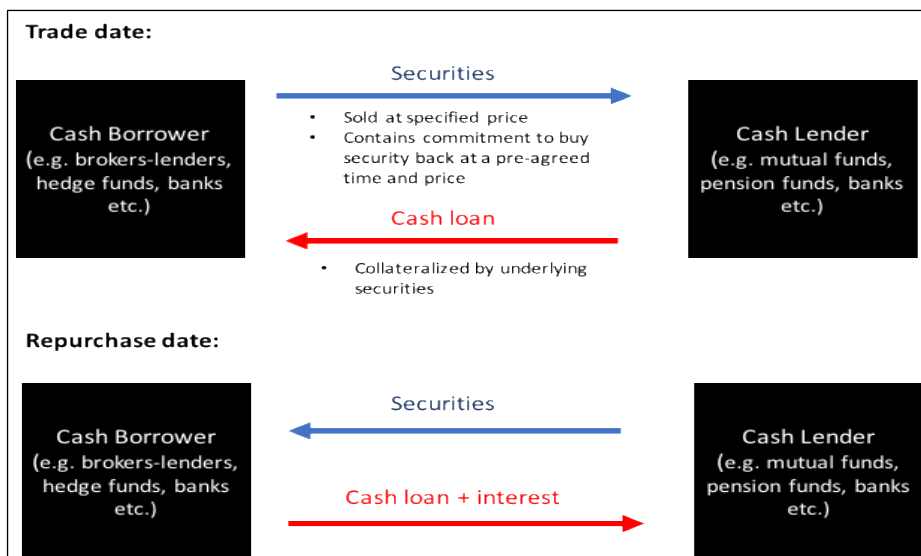 Trade date:
Securities
Cash Borrower
(e.g. brokers-lenders,
hedge funds, banks
etc.)
• Sold at specified price
• Contains commitment to buy
security back at a pre-agreed
time and price
Cash Lender
(e.g. mutual funds,
pension funds, banks
etc.)
Cash loan
• Collateralized by underlying
securities
Repurchase date:
Cash Borrower
(e.g. brokers-lenders,
hedge funds, banks
etc.)
Securities
Cash loan + interest
Cash Lender
(e.g. mutual funds,
pension funds, banks
etc.)